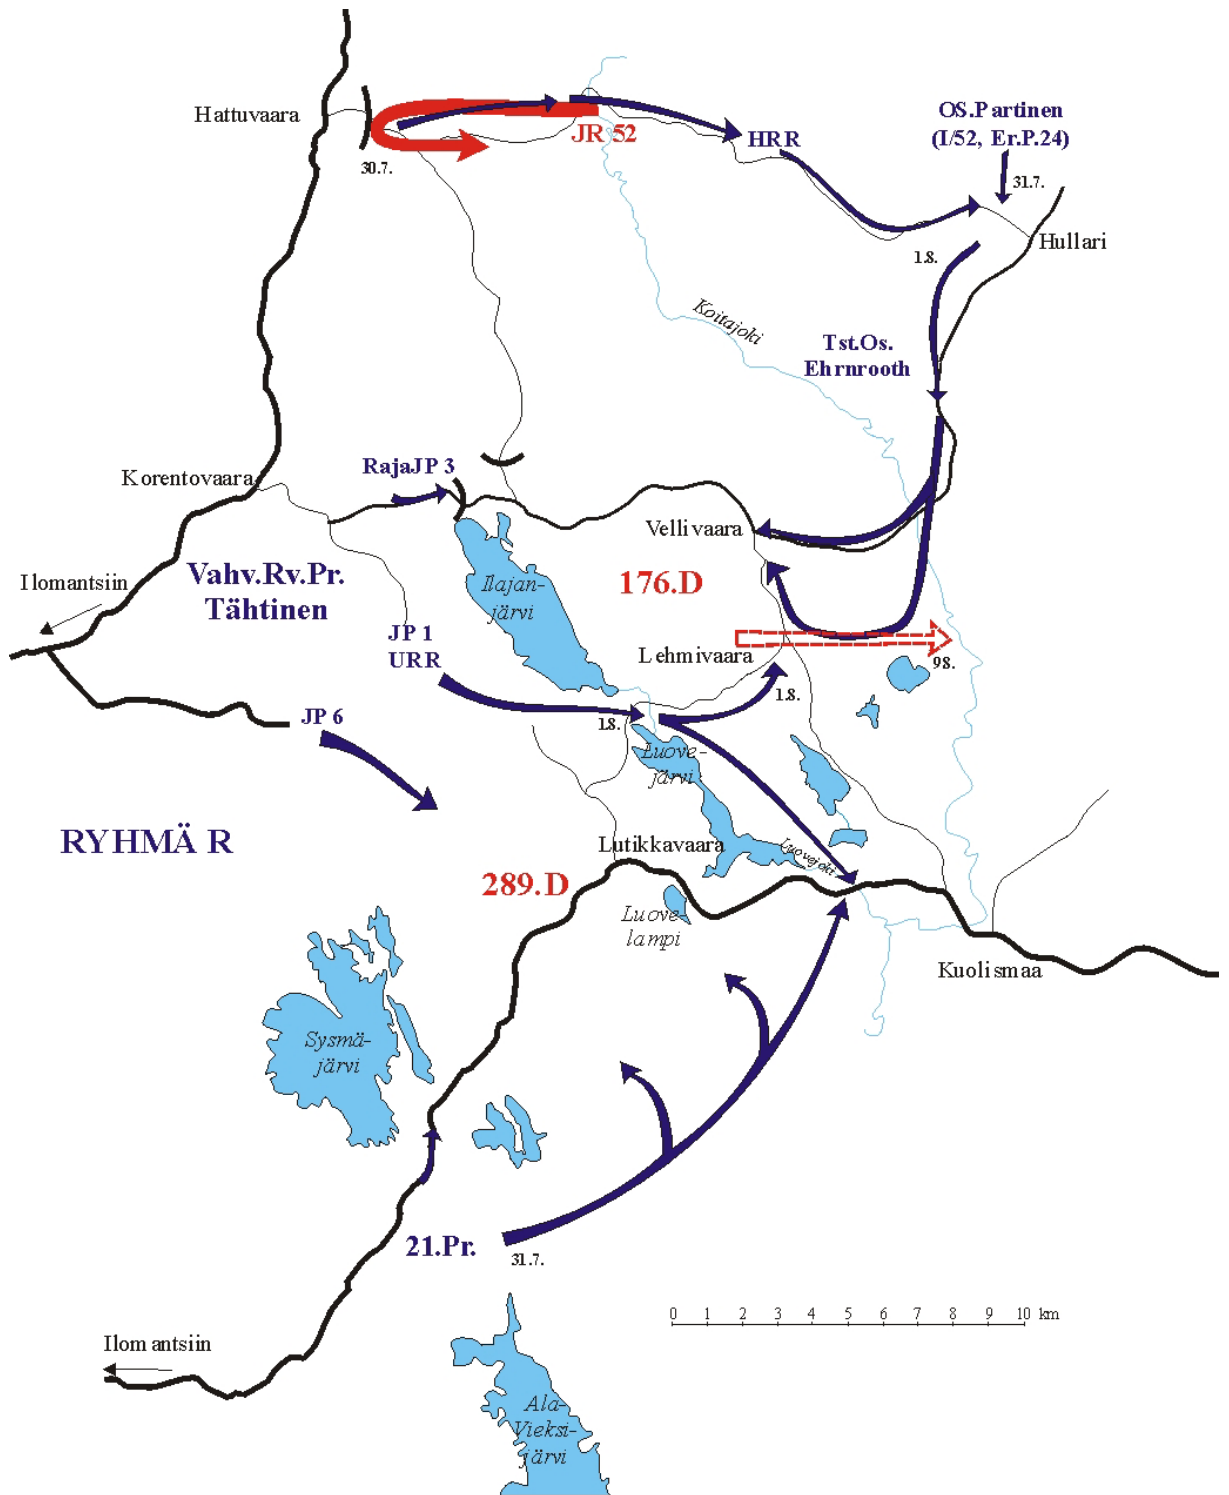 Hattuvaara
JR 52
30.7.
HRR
OS.Partinen
(I/52, Er.P.24)
31.7.
Hullari
1.8.
Koitajoki
Tst.Os.
Ehrnrooth
Korentovaara
RajaJP 3
Vellivaara
Ilomantsiin
Vahv.Rv.Pr.
Tähtinen
Ilajan-
järvi
176.D
JP 1
URR
Lehmivaara
98.
1.8.
JP 6
1.8.
Luove-
järvi
RYHMÄ R
Lutikkavaara
Luovejoki
289.D
Luove-
lampi
Kuolismaa
Sysmä-
järvi
21.Pr.
31.7.
0 1 2 3 4 5 6 7 8 9 10 km
Ilomantsiin
Ala-
Vieksi-
järvi